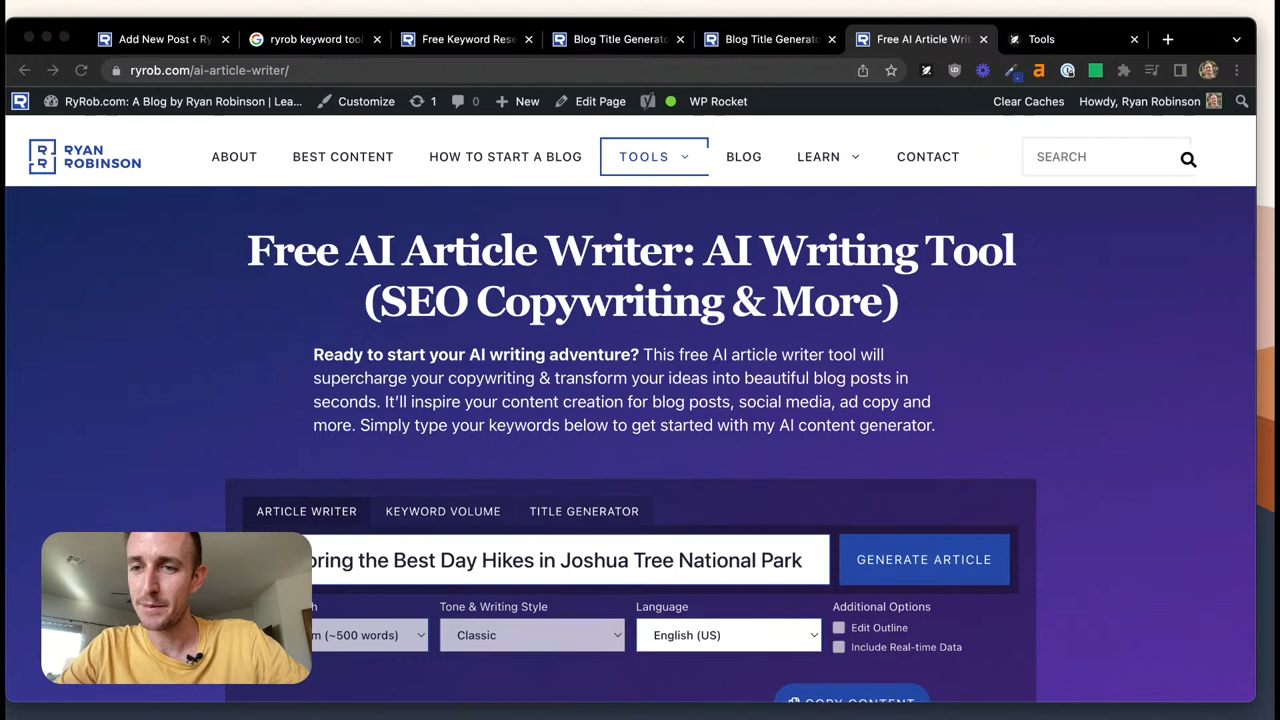 Add New Post ‹ Ry
ryrob keyword too
Free Keyword Rese
Blog Title Generato
Blog Title Generato
Free AI Article Writ
Tools
ryrob.com/ai-article-writer/
RyRob.com: A Blog by Ryan Robinson | Lea...
Customize
1
0
New
Edit Page
WP Rocket
Clear Caches
Howdy, Ryan Robinson
RYAN
ROBINSON
ABOUT
BEST CONTENT
HOW TO START A BLOG
TOOLS
BLOG
LEARN
CONTACT
SEARCH
Free AI Article Writer: AI Writing Tool
(SEO Copywriting & More)
Ready to start your AI writing adventure? This free AI article writer tool will
supercharge your copywriting & transform your ideas into beautiful blog posts in
seconds. It’ll inspire your content creation for blog posts, social media, ad copy and
more. Simply type your keywords below to get started with my AI content generator.
ARTICLE WRITER
KEYWORD VOLUME
TITLE GENERATOR
oring the Best Day Hikes in Joshua Tree National Park
GENERATE ARTICLE
Tone & Writing Style
Language
Additional Options
m (~500 words)
Classic
English (US)
Edit Outline
Include Real-time Data
COPY CONTENT